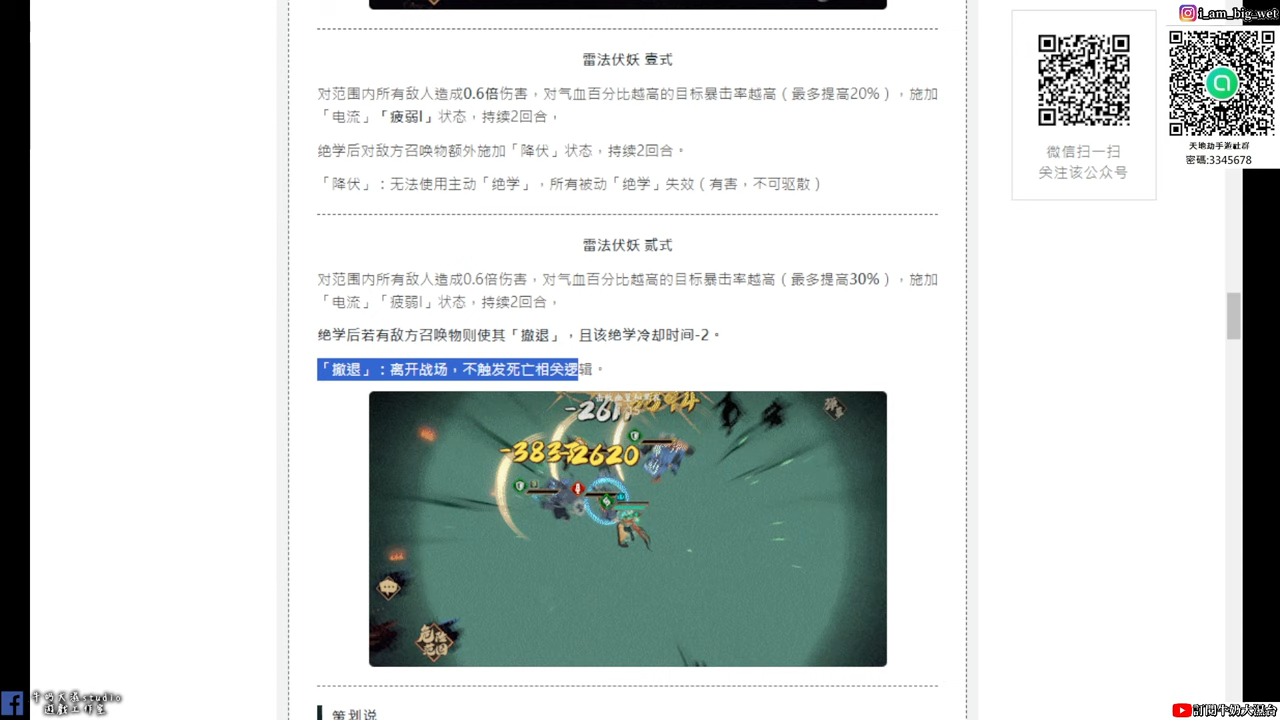 i_am_big_wet
雷法伏妖 壹式
对范围内所有敌人造成0.6倍伤害，对气血百分比越高的目标暴击率越高（最多提高20%），施加
「电流」「疲弱I」状态，持续2回合，
绝学后对敌方召唤物额外施加「降伏」状态，持续2回合。
「降伏」：无法使用主动「绝学」，所有被动「绝学」失效（有害，不可驱散）
微信扫一扫
关注该公众号
天地劫手游社群
密碼:3345678
雷法伏妖 贰式
对范围内所有敌人造成0.6倍伤害，对气血百分比越高的目标暴击率越高（最多提高30%），施加
「电流」「疲弱I」状态，持续2回合，
绝学后若有敌方召唤物则使其「撤退」，且该绝学冷却时间-2。
「撤退」：离开战场，不触发死亡相关逻辑。
-2620
危险
范围
策划说
牛奶大混studio
遊戲工作室
訂閱牛奶大混合